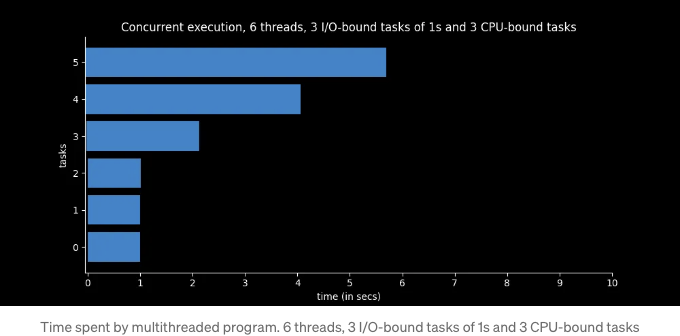 Concurrent execution, 6 threads, 3 I/O-bound tasks of 1s and 3 CPU-bound tasks
5
4
3
2
1
0
tasks
0 1 2 3 4 5 6 7 8 9 10
time (in secs)
Time spent by multithreaded program. 6 threads, 3 I/O-bound tasks of 1s and 3 CPU-bound tasks